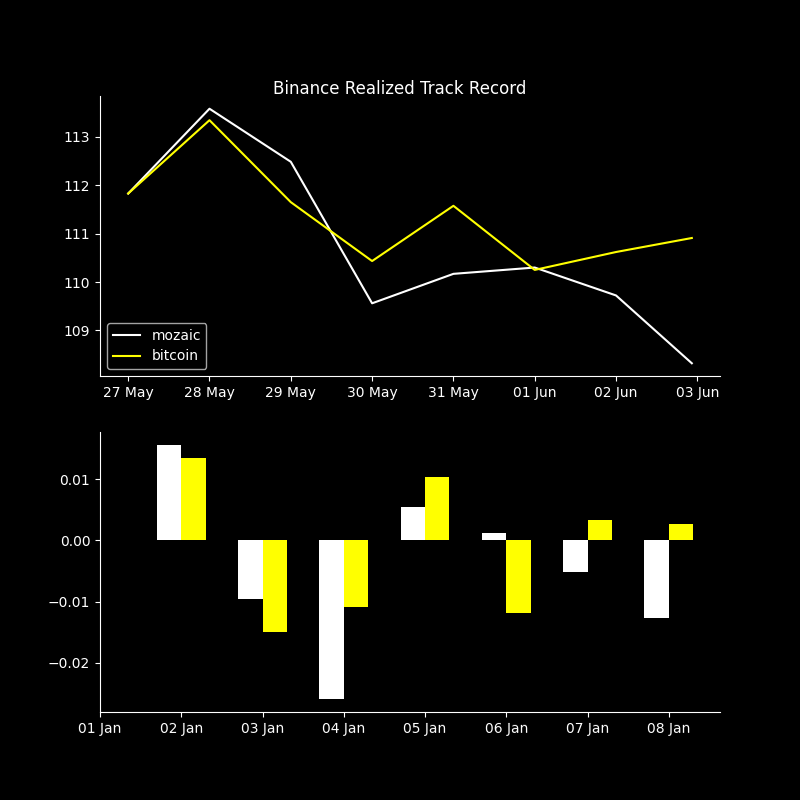 Binance Realized Track Record
113
112
111
110
109
mozaic
bitcoin
27 May 28 May 29 May 30 May 31 May 01 Jun 02 Jun 03 Jun
0.01
0.00
−0.01
−0.02
01 Jan 02 Jan 03 Jan 04 Jan 05 Jan 06 Jan 07 Jan 08 Jan